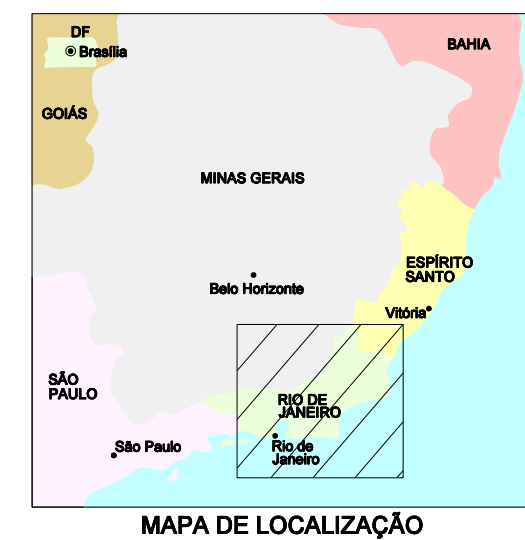 DF
Brasília
BAHIA
GOIÁS
MINAS GERAIS
ESPÍRITO
SANTO
Belo Horizonte
Vitória
SÃO
PAULO
RIO DE
JANEIRO
São Paulo
Rio de
Janeiro
MAPA DE LOCALIZAÇÃO